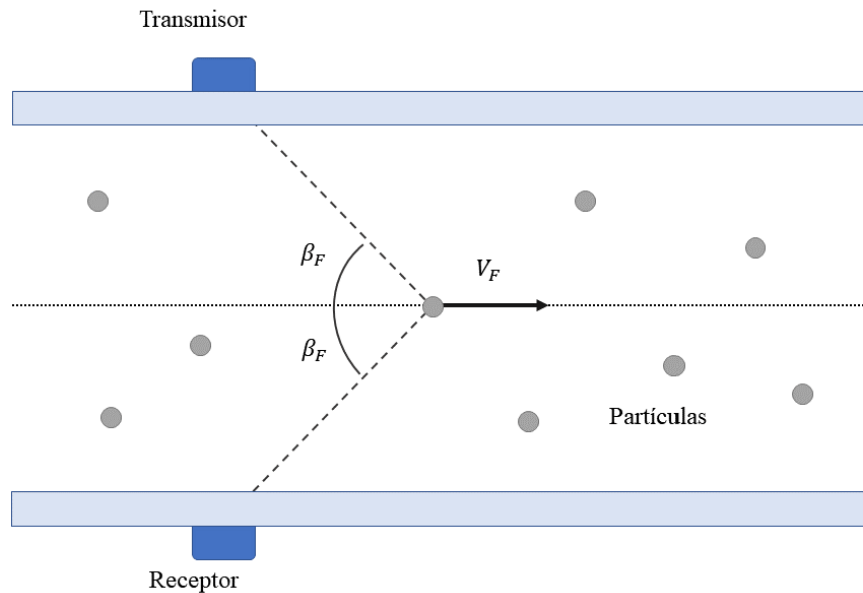 Transmisor
β_F
V_F
β_F
Partículas
Receptor